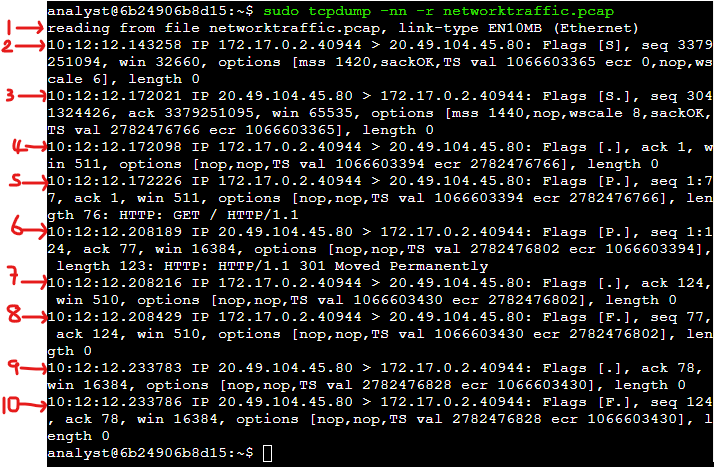 analyst@6b24906b8d15:~$ sudo tcpdump -nn -r networktraffic.pcap
1 reading from file networktraffic.pcap, link-type EN10MB (Ethernet)
2 10:12:12.143258 IP 172.17.0.2.40944 > 20.49.104.45.80: Flags [S], seq 3379
251094, win 32660, options [mss 1420,sackOK,TS val 1066603365 ecr 0,nop,ws
cale 6], length 0
3 10:12:12.172021 IP 20.49.104.45.80 > 172.17.0.2.40944: Flags [S.], seq 304
1324426, ack 3379251095, win 65535, options [mss 1440,nop,wscale 8,sackOK,
TS val 2782476766 ecr 1066603365], length 0
4 10:12:12.172098 IP 172.17.0.2.40944 > 20.49.104.45.80: Flags [.], ack 1, w
in 511, options [nop,nop,TS val 1066603394 ecr 2782476766], length 0
5 10:12:12.172226 IP 172.17.0.2.40944 > 20.49.104.45.80: Flags [P.], seq 1:7
7, ack 1, win 511, options [nop,nop,TS val 1066603394 ecr 2782476766], len
gth 76: HTTP: GET / HTTP/1.1
6 10:12:12.208189 IP 20.49.104.45.80 > 172.17.0.2.40944: Flags [P.], seq 1:1
24, ack 77, win 16384, options [nop,nop,TS val 2782476802 ecr 1066603394],
length 123: HTTP: HTTP/1.1 301 Moved Permanently
7 10:12:12.208216 IP 172.17.0.2.40944 > 20.49.104.45.80: Flags [.], ack 124,
win 510, options [nop,nop,TS val 1066603430 ecr 2782476802], length 0
8 10:12:12.208429 IP 172.17.0.2.40944 > 20.49.104.45.80: Flags [F.], seq 77,
ack 124, win 510, options [nop,nop,TS val 1066603430 ecr 2782476802], len
gth 0
9 10:12:12.233783 IP 20.49.104.45.80 > 172.17.0.2.40944: Flags [.], ack 78,
win 16384, options [nop,nop,TS val 2782476828 ecr 1066603430], length 0
10 10:12:12.233786 IP 20.49.104.45.80 > 172.17.0.2.40944: Flags [F.], seq 124
, ack 78, win 16384, options [nop,nop,TS val 2782476828 ecr 1066603430], l
ength 0
analyst@6b24906b8d15:~$